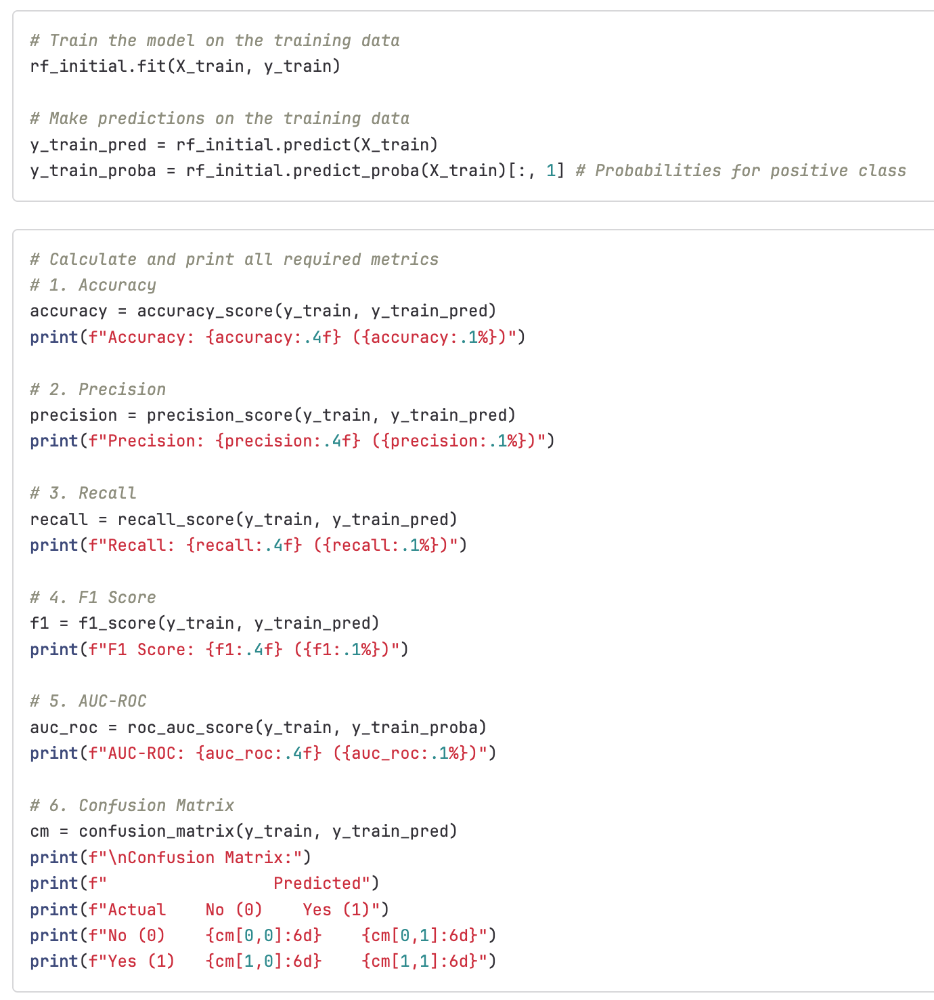 # Train the model on the training data
rf_initial.fit(X_train, y_train)
# Make predictions on the training data
y_train_pred = rf_initial.predict(X_train)
y_train_proba = rf_initial.predict_proba(X_train)[:, 1] # Probabilities for positive class
# Calculate and print all required metrics
# 1. Accuracy
accuracy = accuracy_score(y_train, y_train_pred)
print(f"Accuracy: {accuracy:.4f} ({accuracy:.1%})")
# 2. Precision
precision = precision_score(y_train, y_train_pred)
print(f"Precision: {precision:.4f} ({precision:.1%})")
# 3. Recall
recall = recall_score(y_train, y_train_pred)
print(f"Recall: {recall:.4f} ({recall:.1%})")
# 4. F1 Score
f1 = f1_score(y_train, y_train_pred)
print(f"F1 Score: {f1:.4f} ({f1:.1%})")
# 5. AUC-ROC
auc_roc = roc_auc_score(y_train, y_train_proba)
print(f"AUC-ROC: {auc_roc:.4f} ({auc_roc:.1%})")
# 6. Confusion Matrix
cm = confusion_matrix(y_train, y_train_pred)
print(f"\nConfusion Matrix:")
print(f"                 Predicted")
print(f"Actual    No (0)    Yes (1)")
print(f"No (0)    {cm[0,0]:6d}    {cm[0,1]:6d}")
print(f"Yes (1)   {cm[1,0]:6d}    {cm[1,1]:6d}")